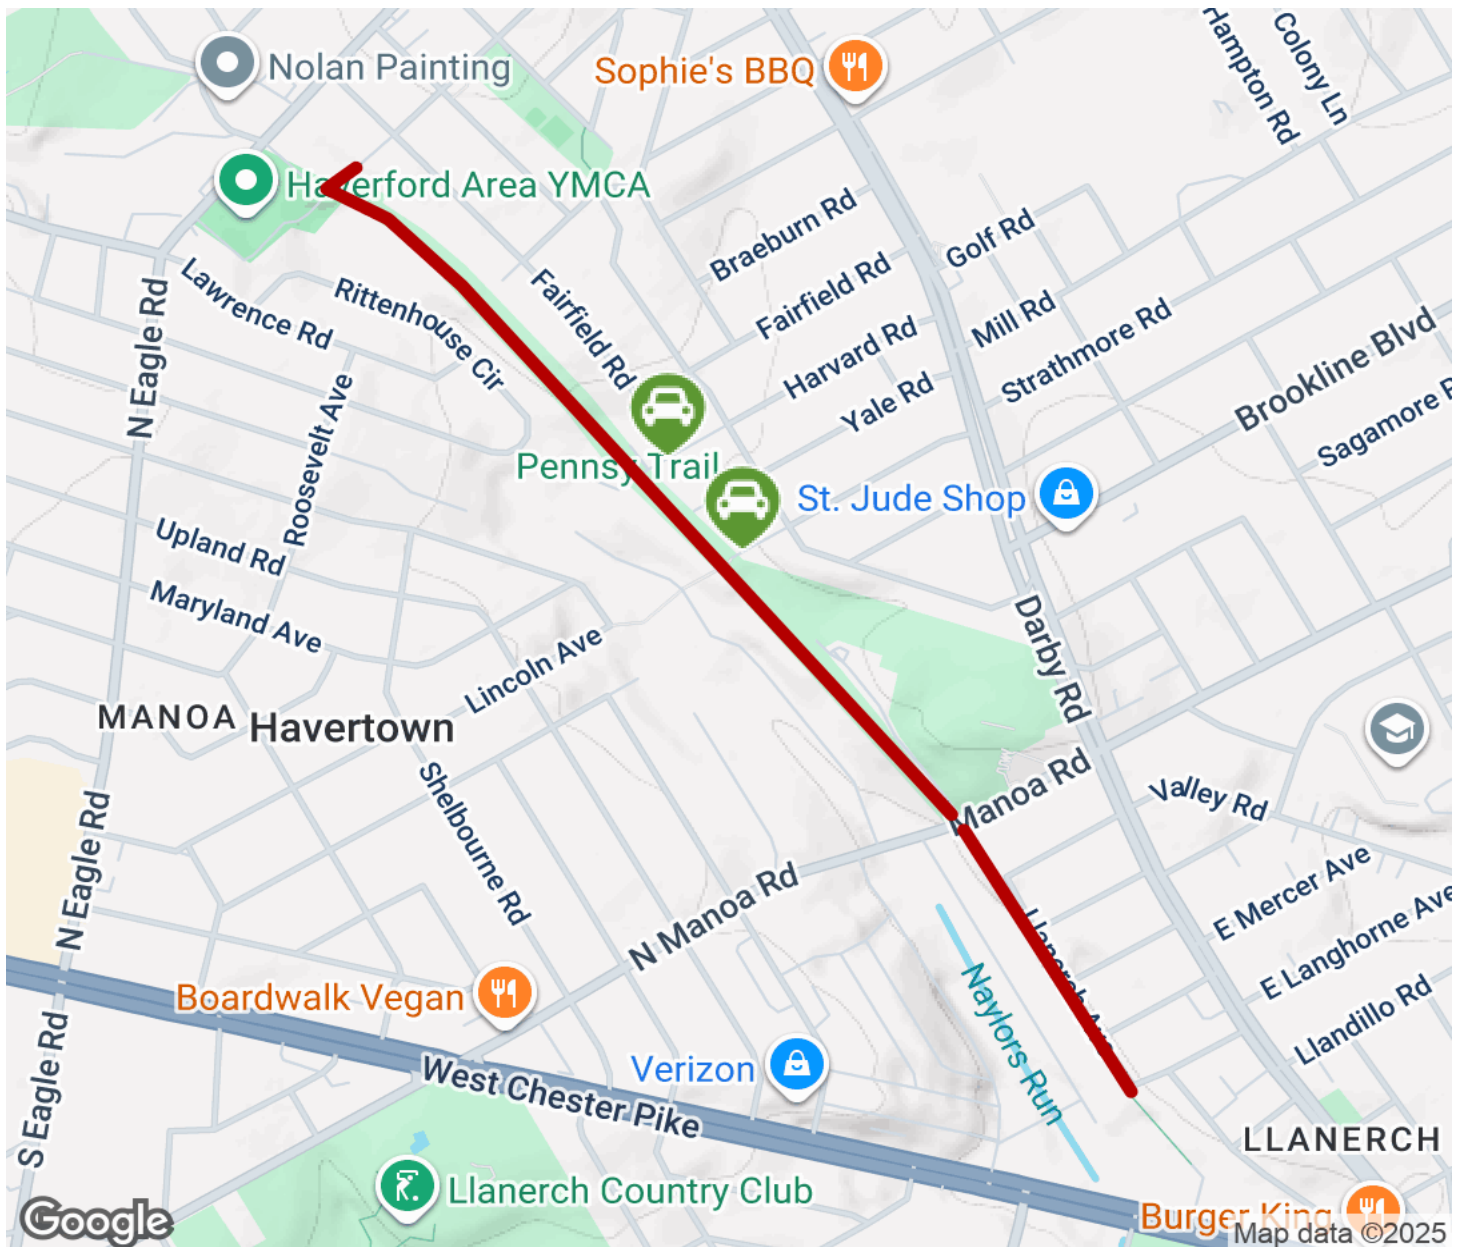 Nolan Painting
Sophie's BBQ
Hampton Rd
Colony Ln
Haverford Area YMCA
Braeburn Rd
Golf Rd
Lawrence Rd
Rittenhouse Cir
Fairfield Rd
Fairfield Rd
N Eagle Rd
Mill Rd
Harvard Rd
Strathmore Rd
Brookline Blvd
Yale Rd
Roosevelt Ave
Sagamore
Pennsy Trail
St. Jude Shop
Upland Rd
Maryland Ave
Darby Rd
Lincoln Ave
MANOA
Havertown
Manoa Rd
Valley Rd
Shelbourne Rd
N Eagle Rd
E Mercer Ave
N Manoa Rd
E Langhorne Ave
Llanerch Ave
Boardwalk Vegan
Llandillo Rd
Naylors Run
Verizon
West Chester Pike
S Eagle Rd
LLANERCH
Llanerch Country Club
Burger King
Google
Map data ©2025